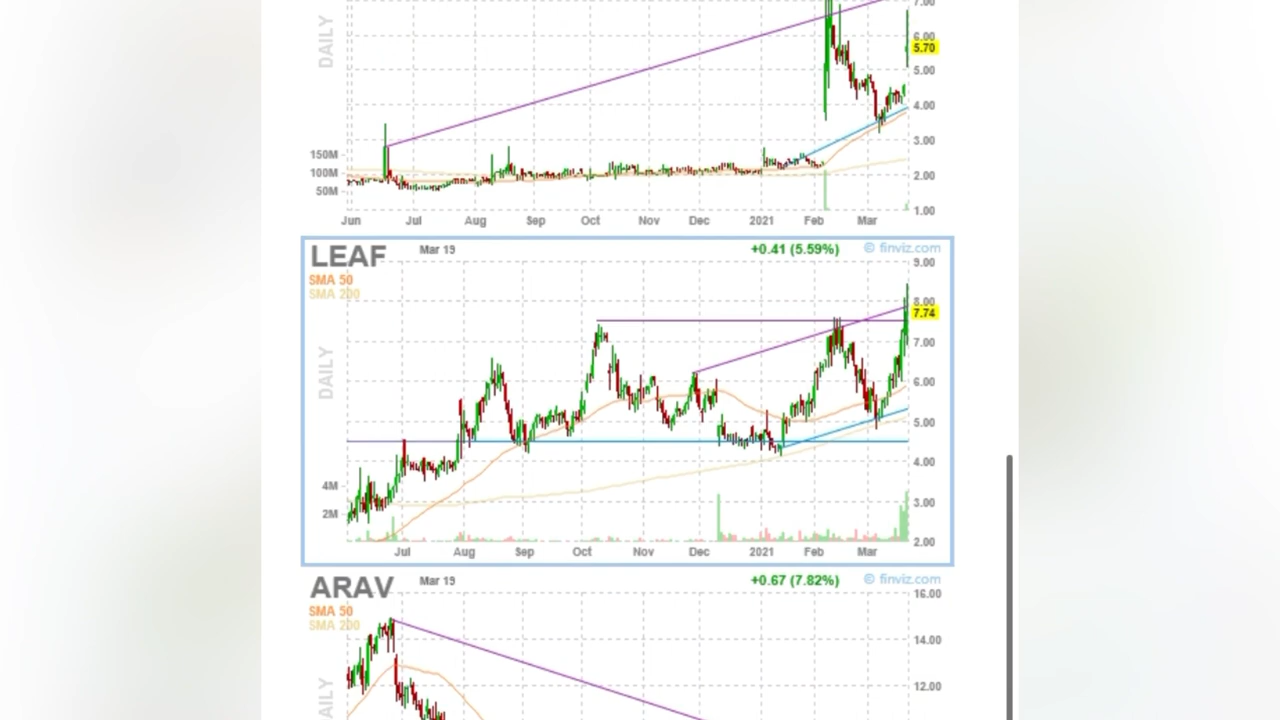 7.00
DAILY
6.00
5.70
5.00
4.00
3.00
150M
100M
2.00
50M
1.00
Jun Jul Aug Sep Oct Nov Dec 2021 Feb Mar
LEAF Mar 19 +0.41 (5.59%) © finviz.com
9.00
SMA 50
SMA 200
8.00
7.74
7.00
DAILY
6.00
5.00
4.00
4M
3.00
2M
2.00
Jul Aug Sep Oct Nov Dec 2021 Feb Mar
ARAV Mar 19 +0.67 (7.82%) © finviz.com
16.00
SMA 50
SMA 200
14.00
12.00
DAILY